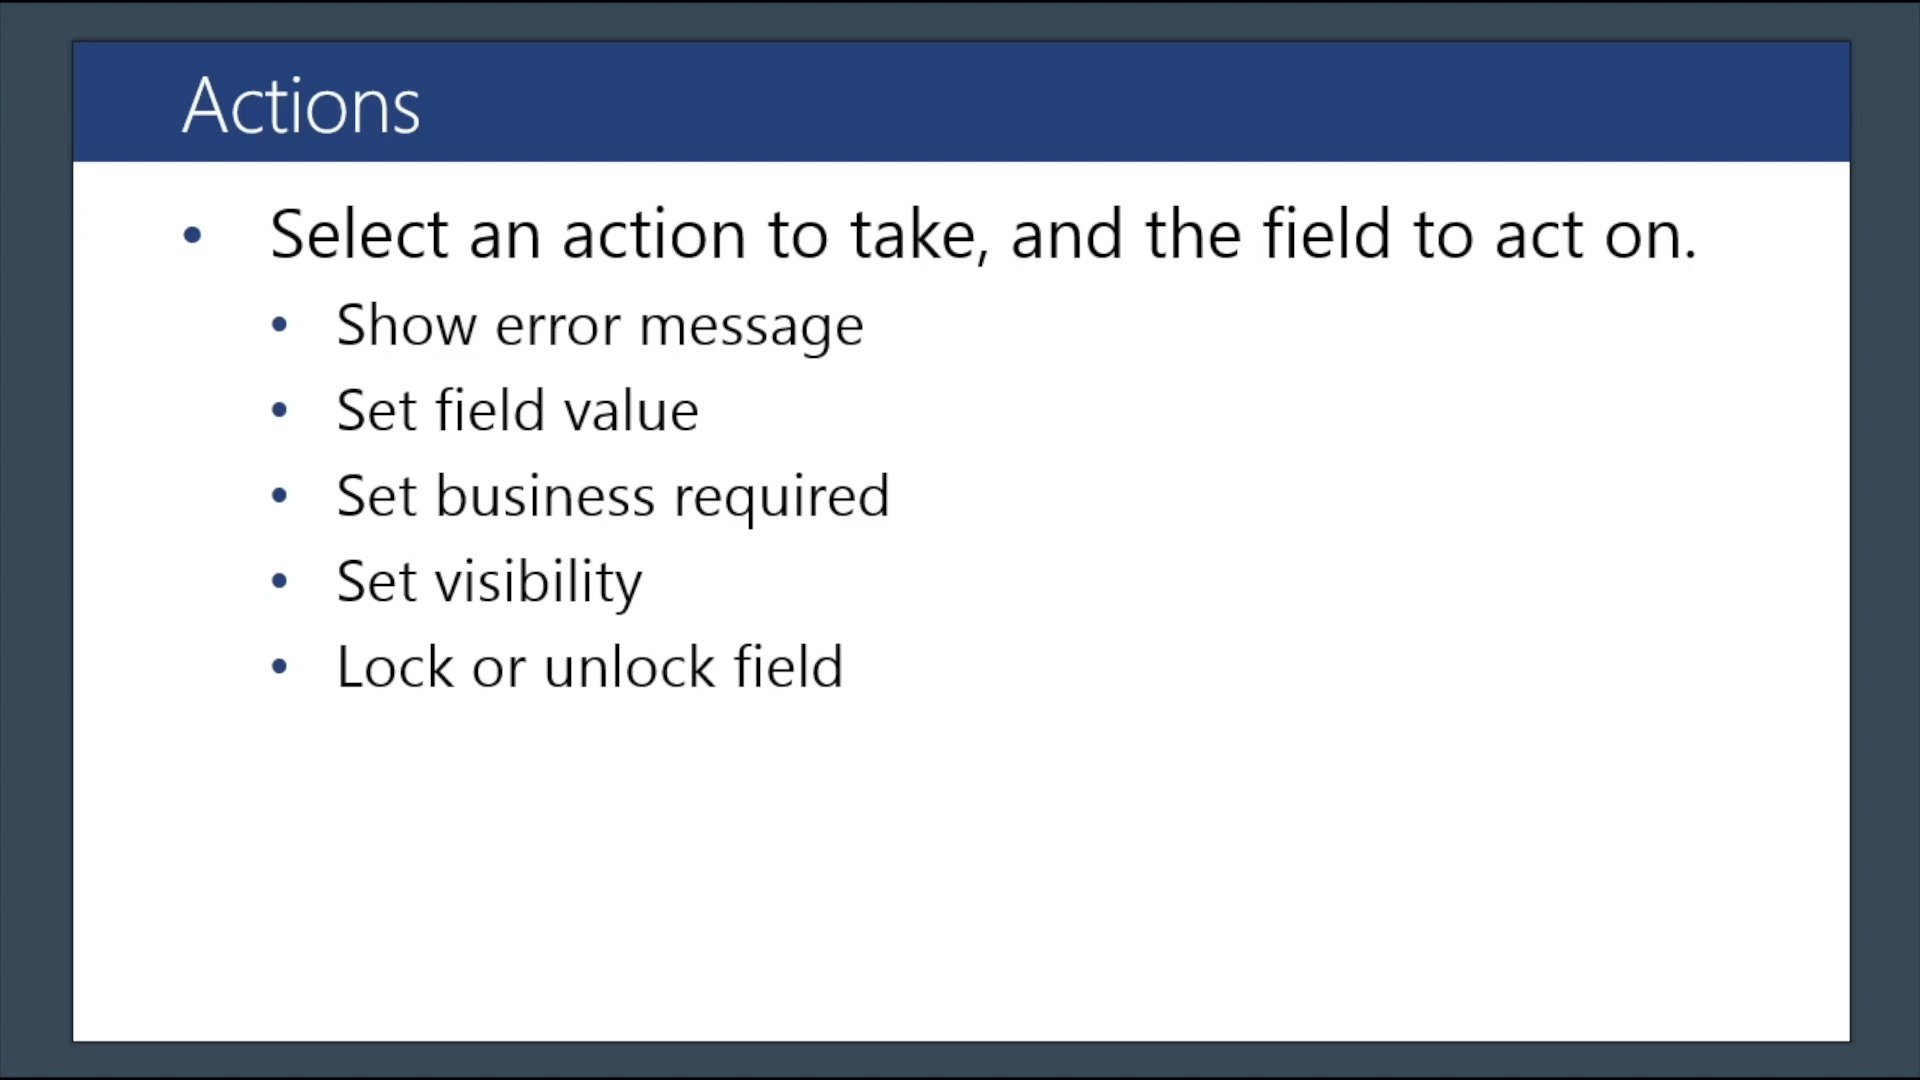 Actions
• Select an action to take, and the field to act on.
• Show error message
• Set field value
• Set business required
• Set visibility
• Lock or unlock field